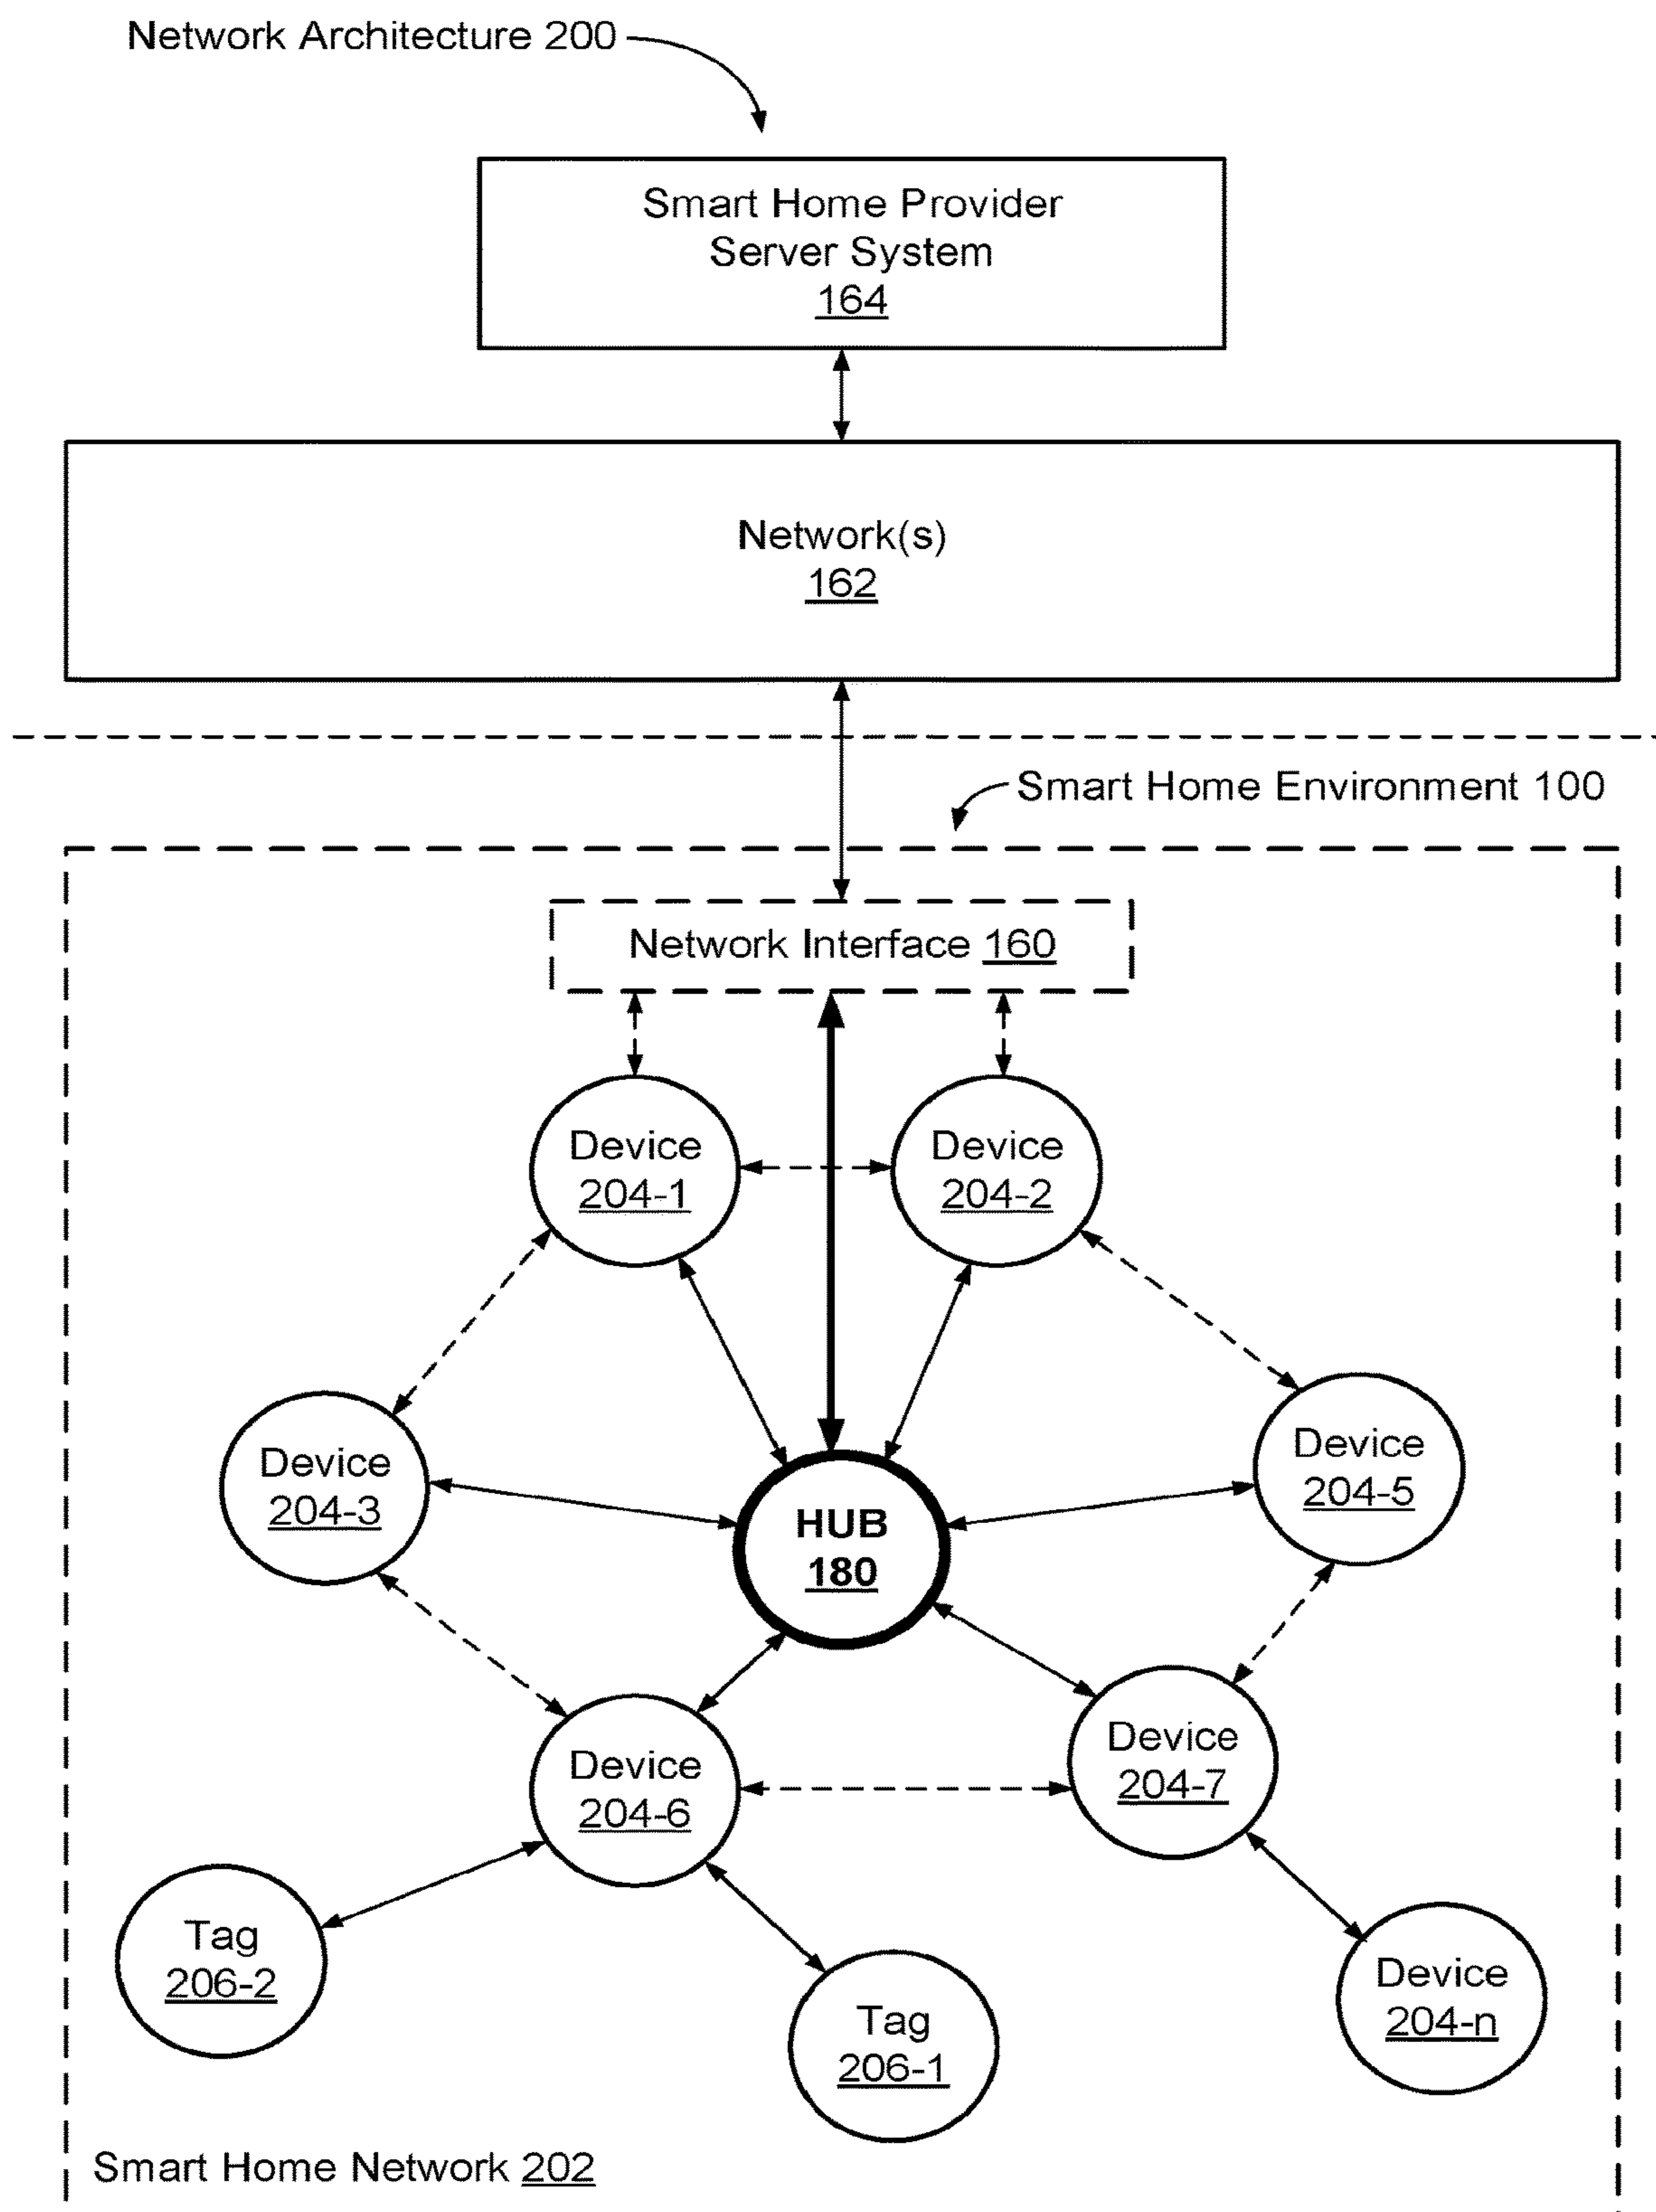 Network Architecture 200
Smart Home Provider
Server System
164
Network(s)
162
Smart Home Environment 100
Network Interface 160
Device
204-1
Device
204-2
Device
204-3
Device
204-5
HUB
180
Device
204-6
Device
204-7
Tag
206-2
Tag
206-1
Device
204-n
Smart Home Network 202